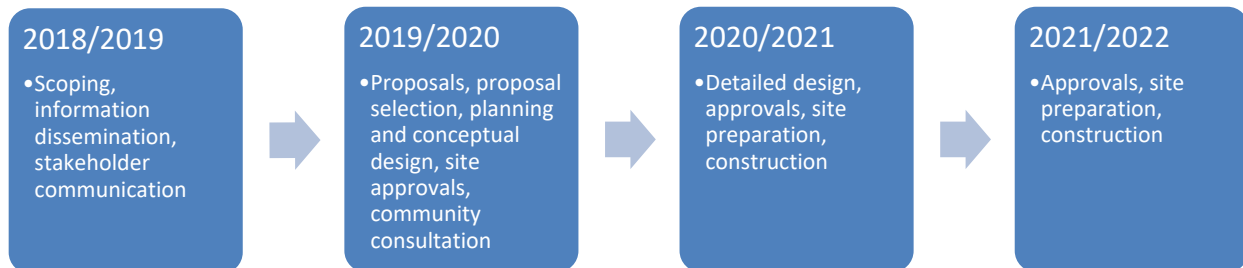 2018/2019
•Scoping,
information
dissemination,
stakeholder
communication
2019/2020
•Proposals, proposal
selection, planning
and conceptual
design, site
approvals,
community
consultation
2020/2021
•Detailed design,
approvals, site
preparation,
construction
2021/2022
•Approvals, site
preparation,
construction